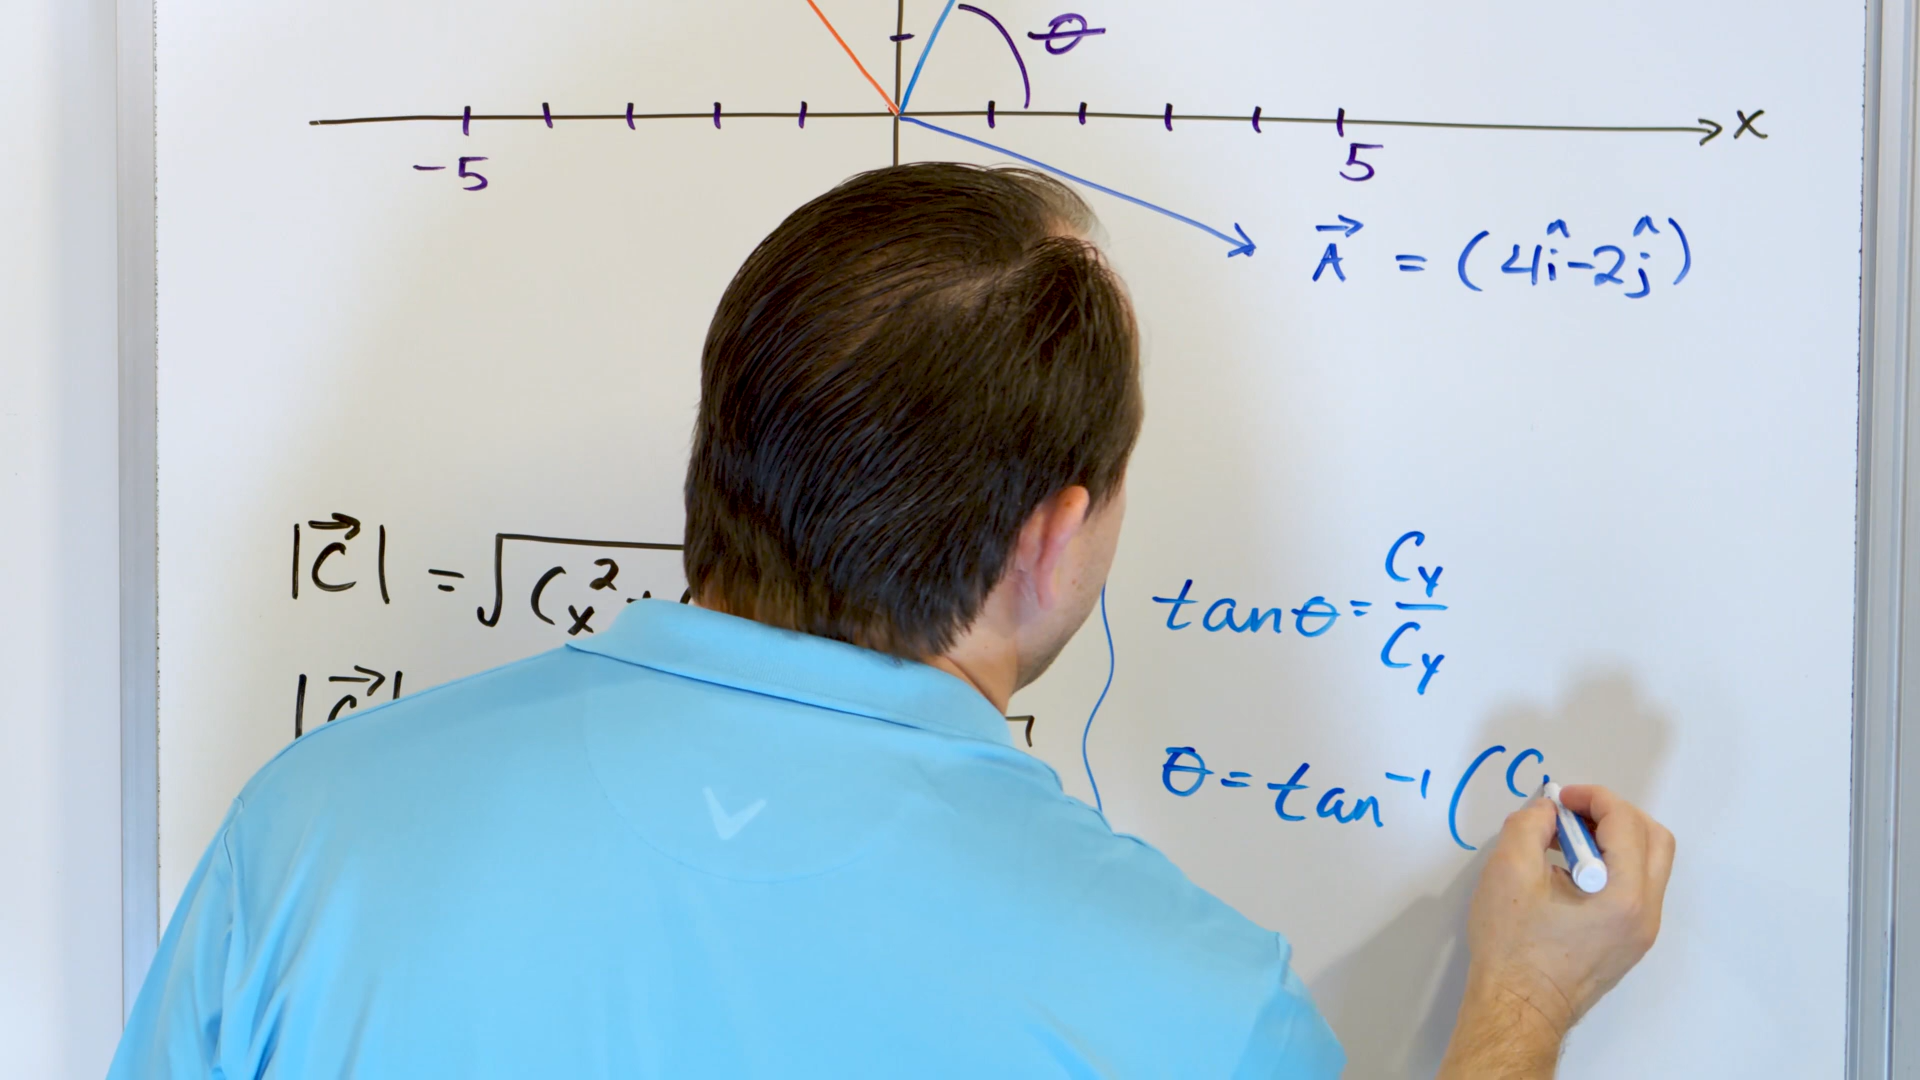 θ
x
-5
5
A⃗ = (4î-2ĵ)
|C⃗| = √Cx²
tanθ = Cy/Cy
|C⃗|
θ = tan⁻¹(C